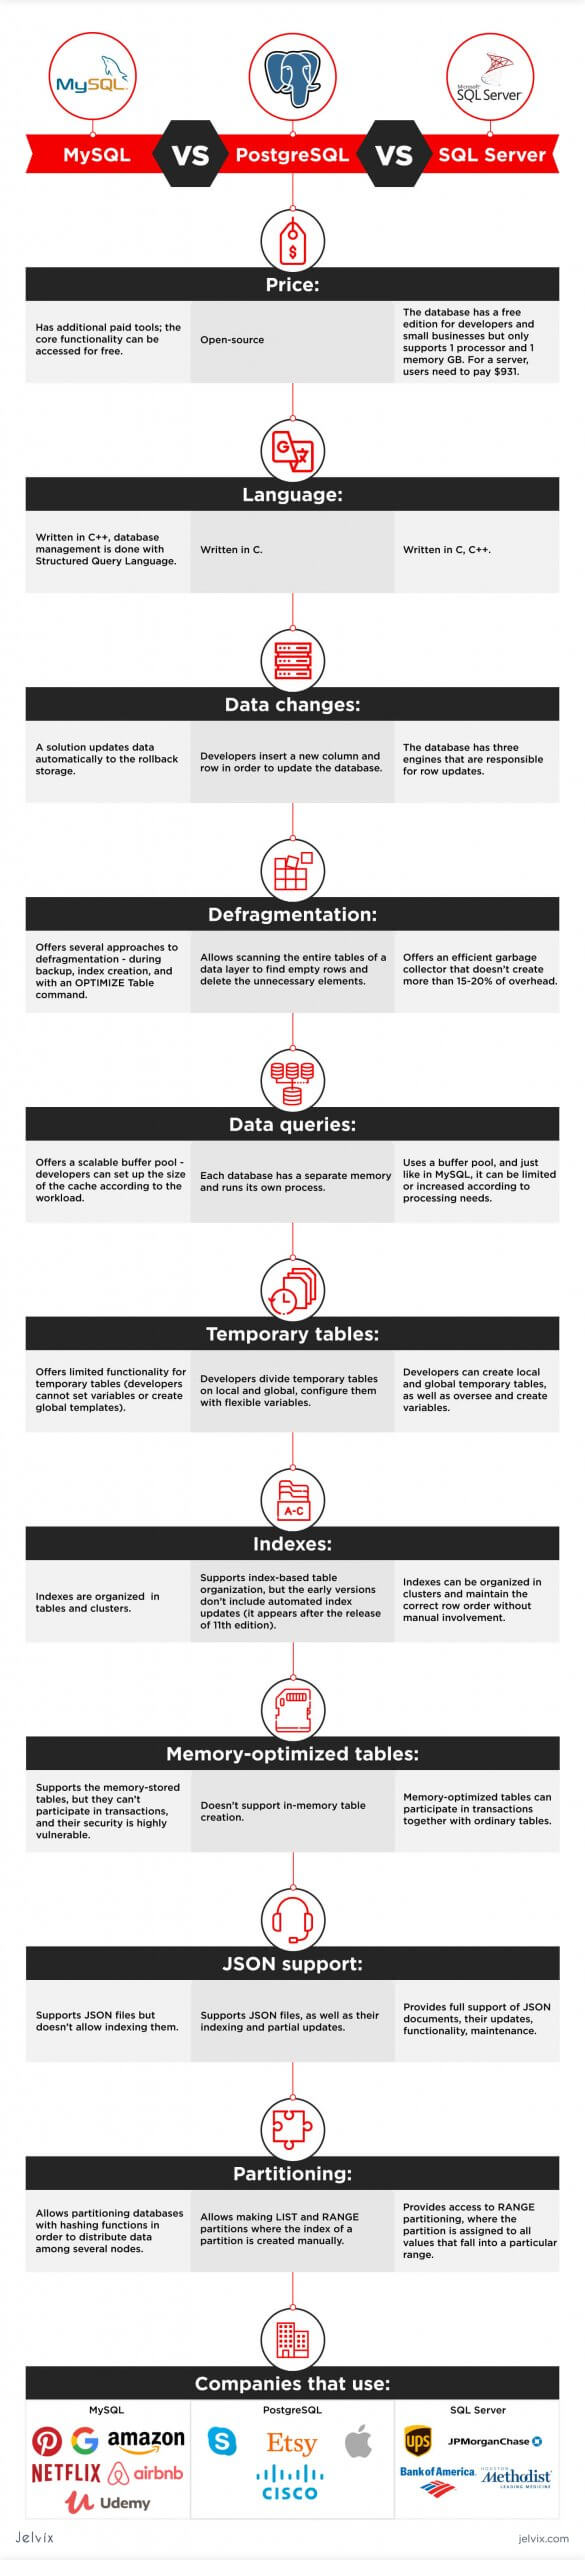 MySQL
Microsoft
SQL Server
MySQL
VS
PostgreSQL
VS
SQL Server
$
Price:
Has additional paid tools; the
core functionality can be
accessed for free.
Open-source
The database has a free
edition for developers and
small businesses but only
supports 1 processor and 1
memory GB. For a server,
users need to pay $931.
G
Language:
Written in C++, database
management is done with
Structured Query Language.
Written in C.
Written in C, C++.
Data changes:
A solution updates data
automatically to the rollback
storage.
Developers insert a new column and
row in order to update the database.
The database has three
engines that are responsible
for row updates.
Defragmentation:
Offers several approaches to
defragmentation - during
backup, index creation, and
with an OPTIMIZE Table
command.
Allows scanning the entire tables of a
data layer to find empty rows and
delete the unnecessary elements.
Offers an efficient garbage
collector that doesn't create
more than 15-20% of overhead.
Data queries:
Offers a scalable buffer pool -
developers can set up the size
of the cache according to the
workload.
Each database has a separate memory
and runs its own process.
Uses a buffer pool, and just
like in MySQL, it can be limited
or increased according to
processing needs.
Temporary tables:
Offers limited functionality for
temporary tables (developers
cannot set variables or create
global templates).
Developers divide temporary tables
on local and global, configure them
with flexible variables.
Developers can create local
and global temporary tables,
as well as oversee and create
variables.
A-C
Indexes:
Indexes are organized in
tables and clusters.
Supports index-based table
organization, but the early versions
don't include automated index
updates (it appears after the release
of 11th edition).
Indexes can be organized in
clusters and maintain the
correct row order without
manual involvement.
Memory-optimized tables:
Supports the memory-stored
tables, but they can't
participate in transactions,
and their security is highly
vulnerable.
Doesn't support in-memory table
creation.
Memory-optimized tables can
participate in transactions
together with ordinary tables.
JSON support:
Supports JSON files but
doesn't allow indexing them.
Supports JSON files, as well as their
indexing and partial updates.
Provides full support of JSON
documents, their updates,
functionality, maintenance.
Partitioning:
Allows partitioning databases
with hashing functions in
order to distribute data
among several nodes.
Allows making LIST and RANGE
partitions where the index of a
partition is created manually.
Provides access to RANGE
partitioning, where the
partition is assigned to all
values that fall into a particular
range.
Companies that use:
MySQL
amazon
NETFLIX
airbnb
Udemy
PostgreSQL
S
Etsy
CISCO
SQL Server
ups
JPMorganChase
Bank of America
HOUSTON
Methodist
LEADING MEDICINE
Jelvix
jelvix.com